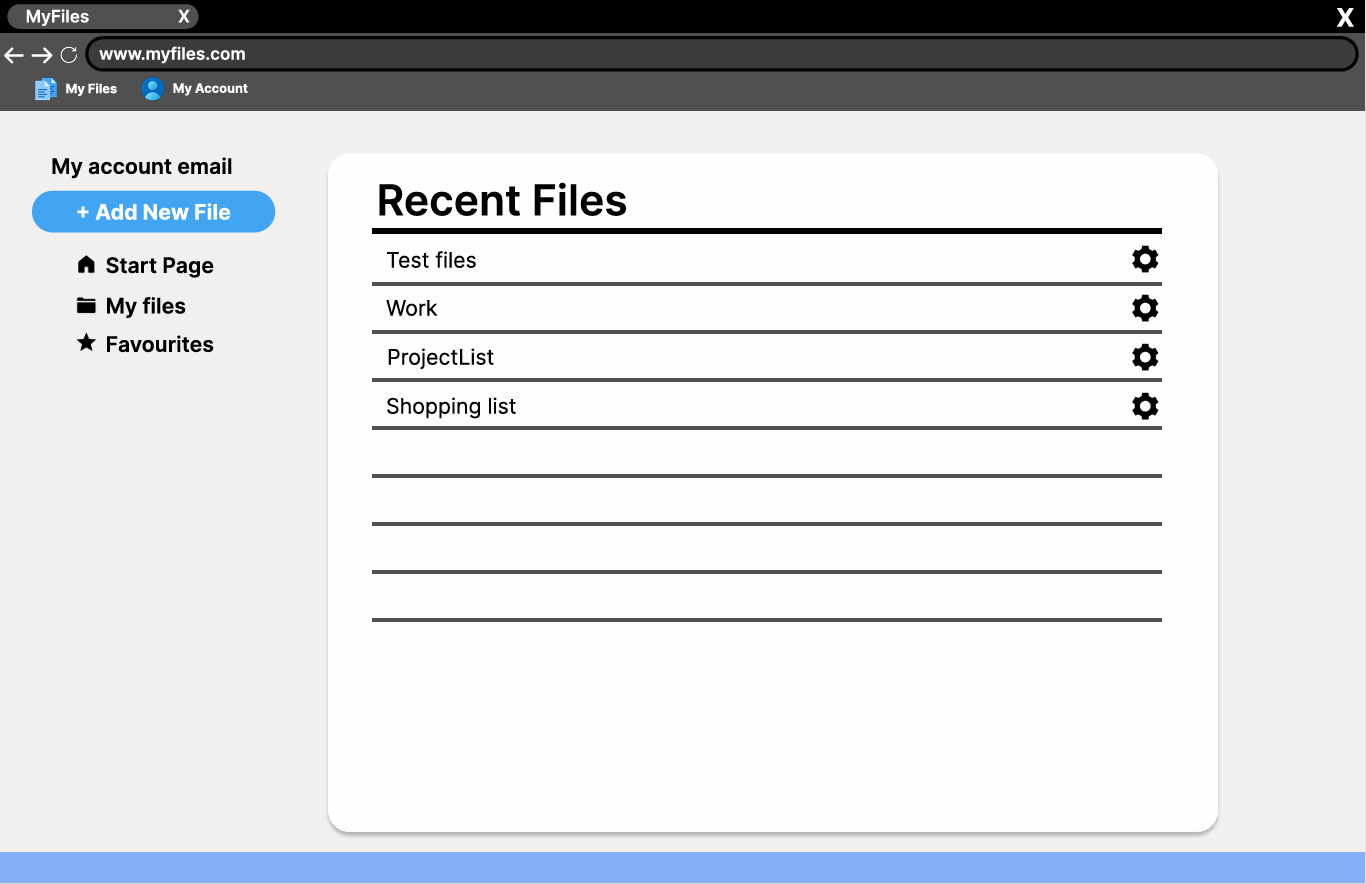 MyFiles X X
www.myfiles.com
My Files My Account
My account email
+ Add New File
Start Page
My files
Favourites
Recent Files
Test files
Work
ProjectList
Shopping list